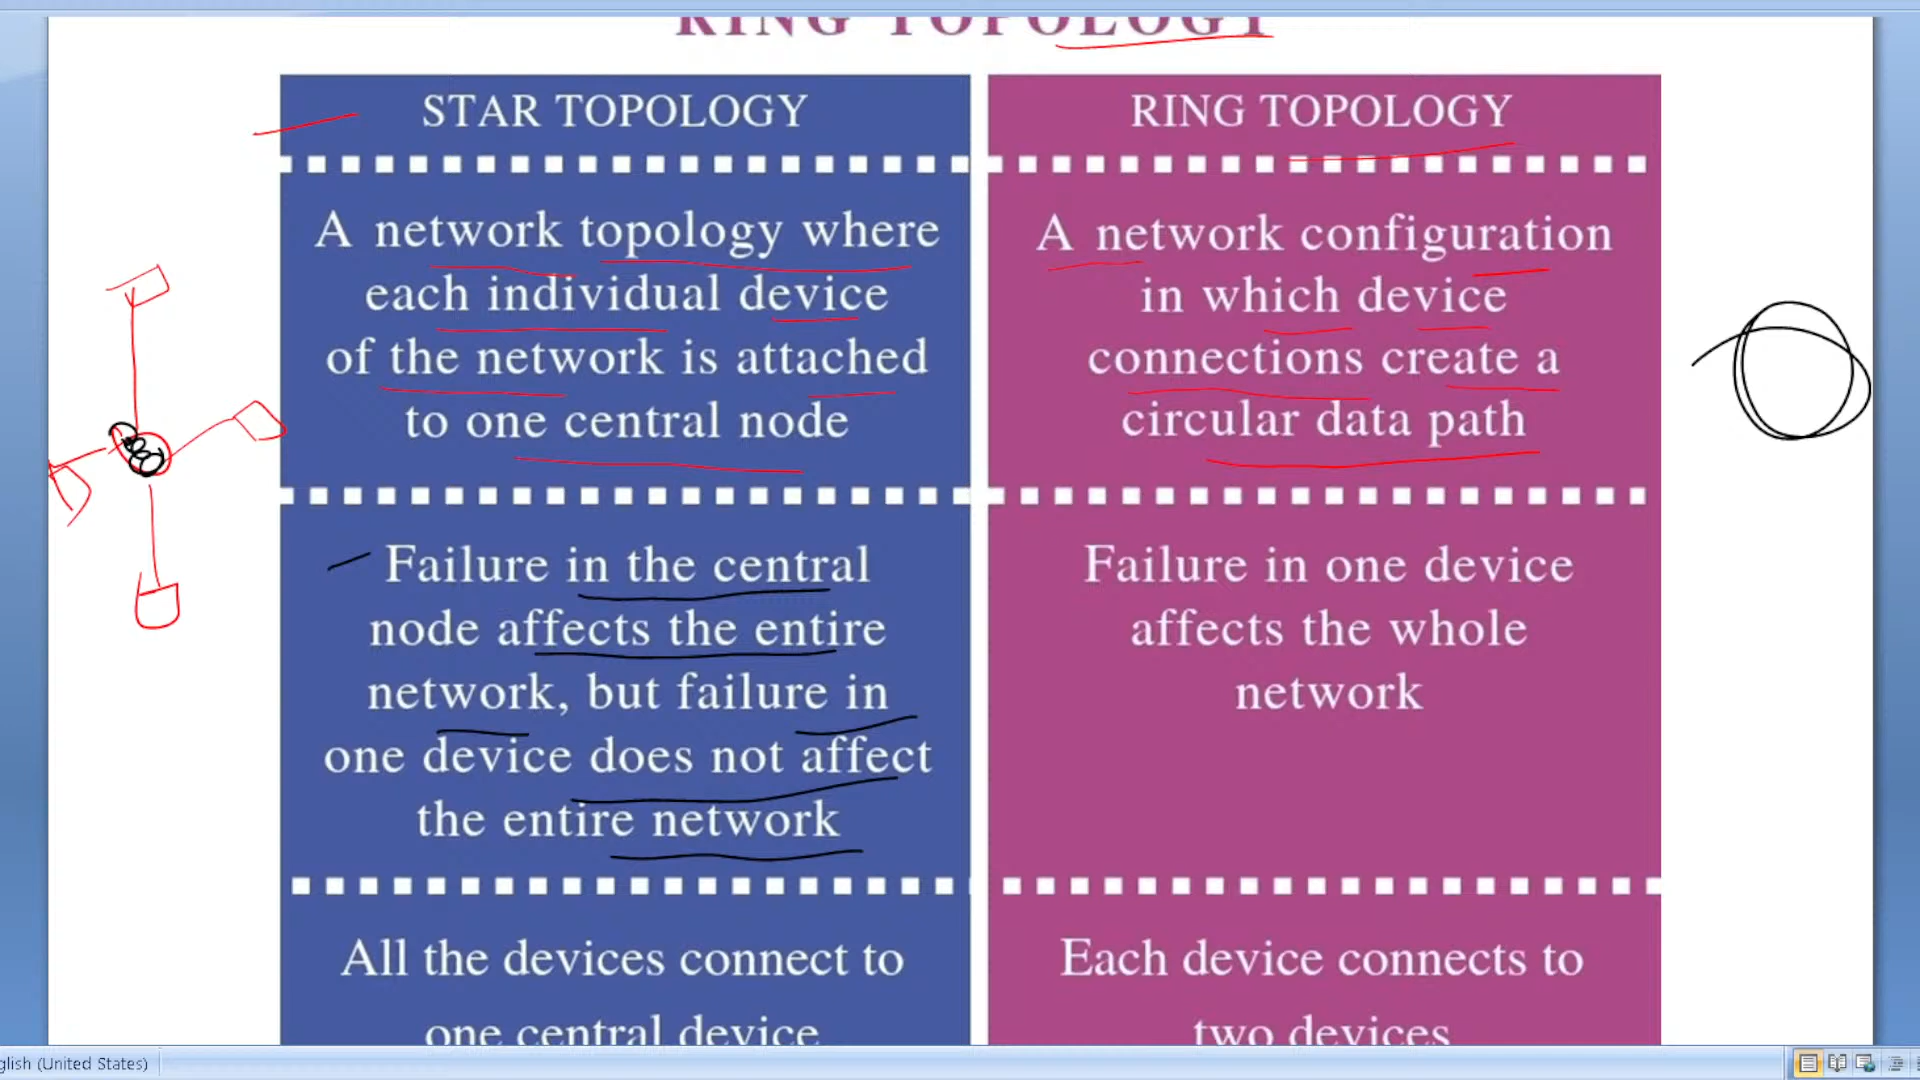 RING TOPOLOGY
STAR TOPOLOGY
A network topology where
each individual device
of the network is attached
to one central node
Failure in the central
node affects the entire
network, but failure in
one device does not affect
the entire network
All the devices connect to
one central device
RING TOPOLOGY
A network configuration
in which device
connections create a
circular data path
Failure in one device
affects the whole
network
Each device connects to
two devices
(United States)